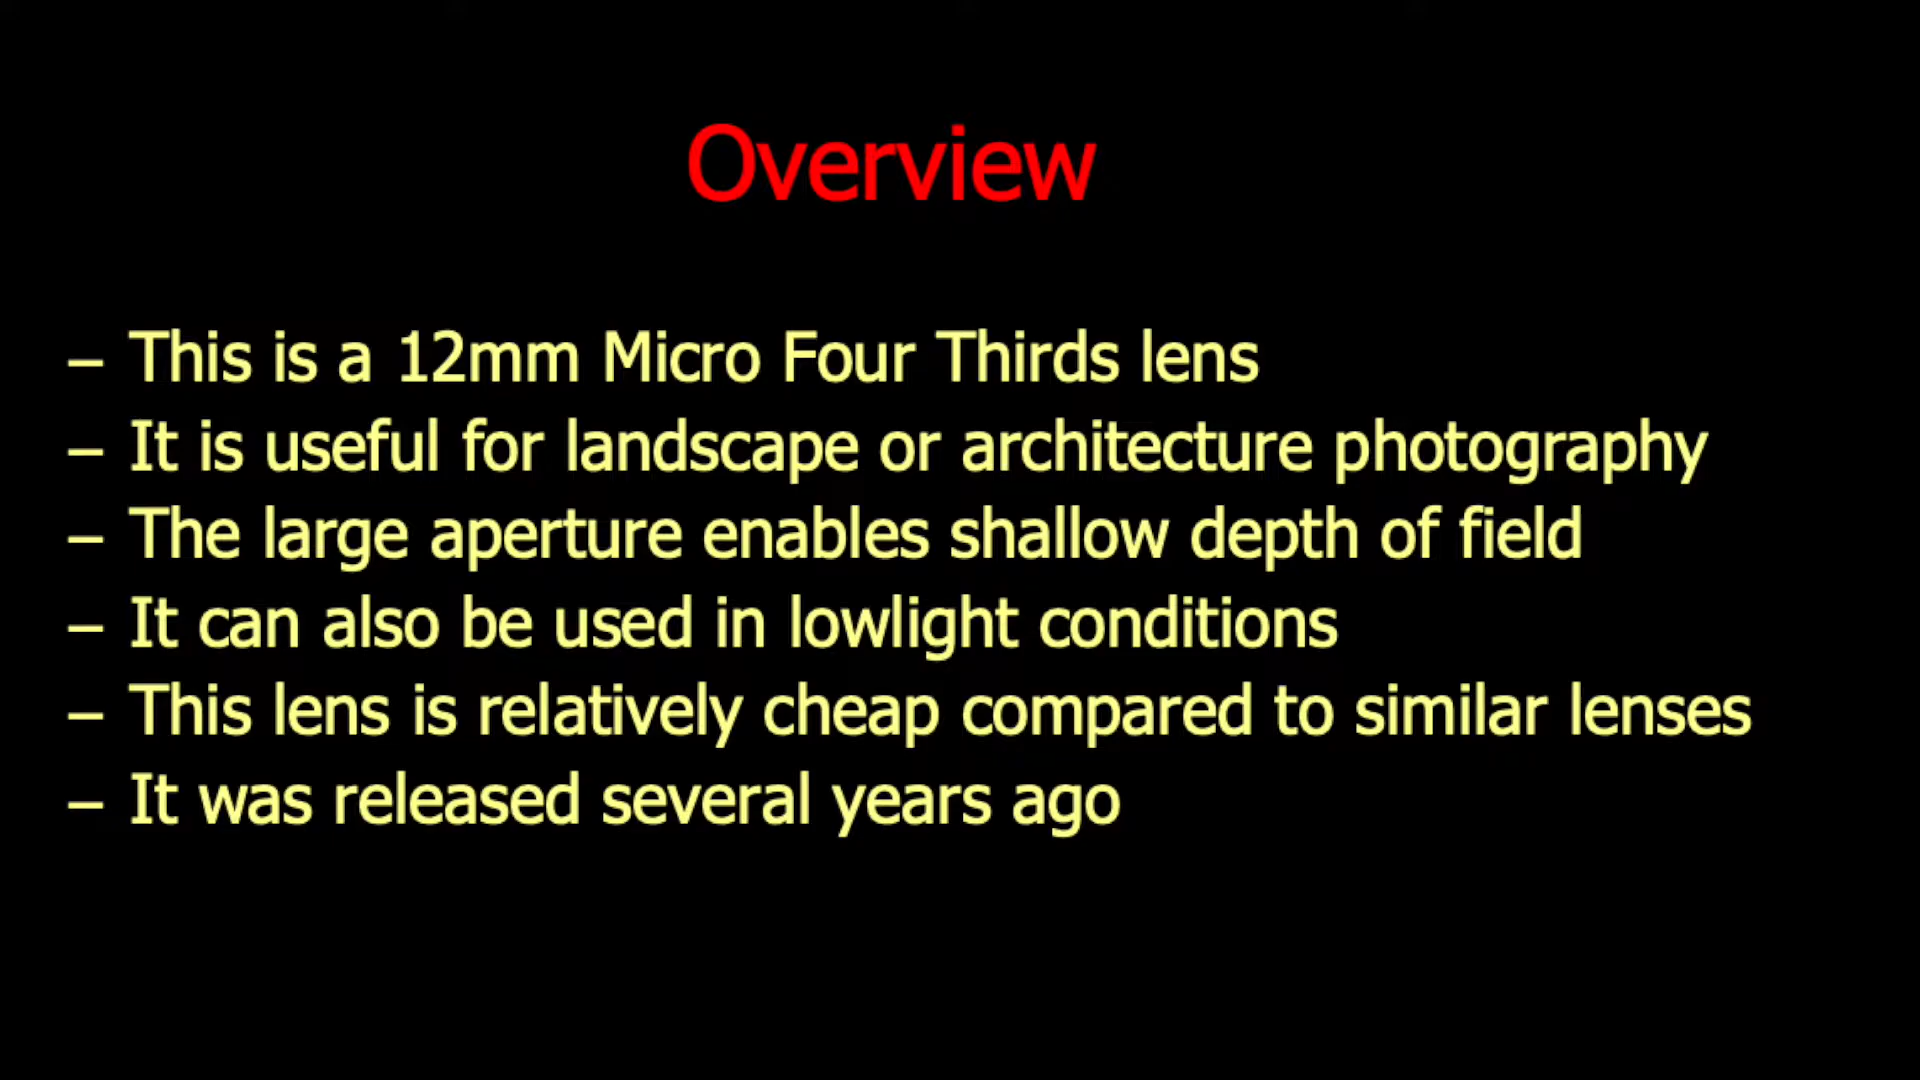 Overview
– This is a 12mm Micro Four Thirds lens
– It is useful for landscape or architecture photography
– The large aperture enables shallow depth of field
– It can also be used in lowlight conditions
– This lens is relatively cheap compared to similar lenses
– It was released several years ago